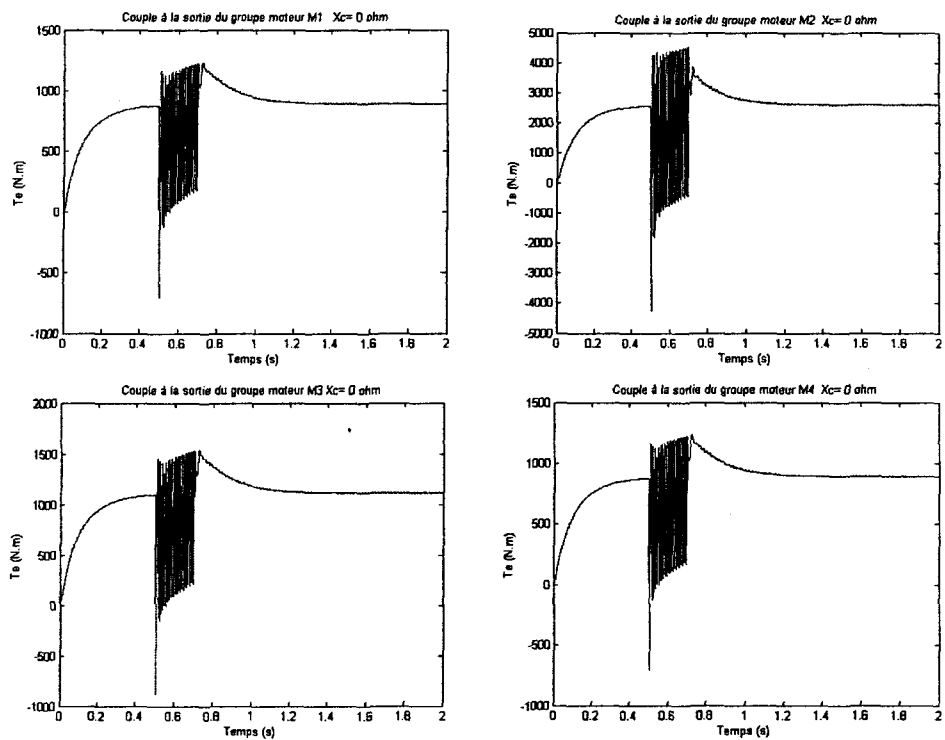 Couple à la sortie du groupe moteur M1 Xc= 0 ohm
1500
1000
500
0
-500
-1000
Te (N.m)
0 0.2 0.4 0.6 0.8 1 1.2 1.4 1.6 1.8 2
Temps (s)
Couple à la sortie du groupe moteur M2 Xc= 0 ohm
5000
4000
3000
2000
1000
0
-1000
-2000
-3000
-4000
-5000
Te (N.m)
0 0.2 0.4 0.6 0.8 1 1.2 1.4 1.6 1.8 2
Temps (s)
Couple à la sortie du groupe moteur M3 Xc= 0 ohm
2000
1500
1000
500
0
-500
-1000
Te (N.m)
0 0.2 0.4 0.6 0.8 1 1.2 1.4 1.6 1.8 2
Temps (s)
Couple à la sortie du groupe moteur M4 Xc= 0 ohm
1500
1000
500
0
-500
-1000
Te (N.m)
0 0.2 0.4 0.6 0.8 1 1.2 1.4 1.6 1.8 2
Temps (s)